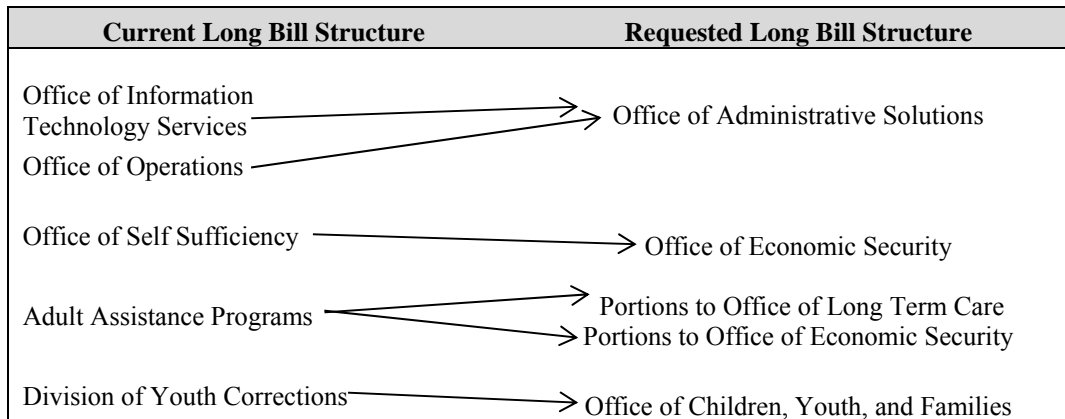 Current Long Bill Structure Requested Long Bill Structure
Office of Information
Technology Services
Office of Administrative Solutions
Office of Operations
Office of Self Sufficiency
Office of Economic Security
Adult Assistance Programs
Portions to Office of Long Term Care
Portions to Office of Economic Security
Division of Youth Corrections
Office of Children, Youth, and Families